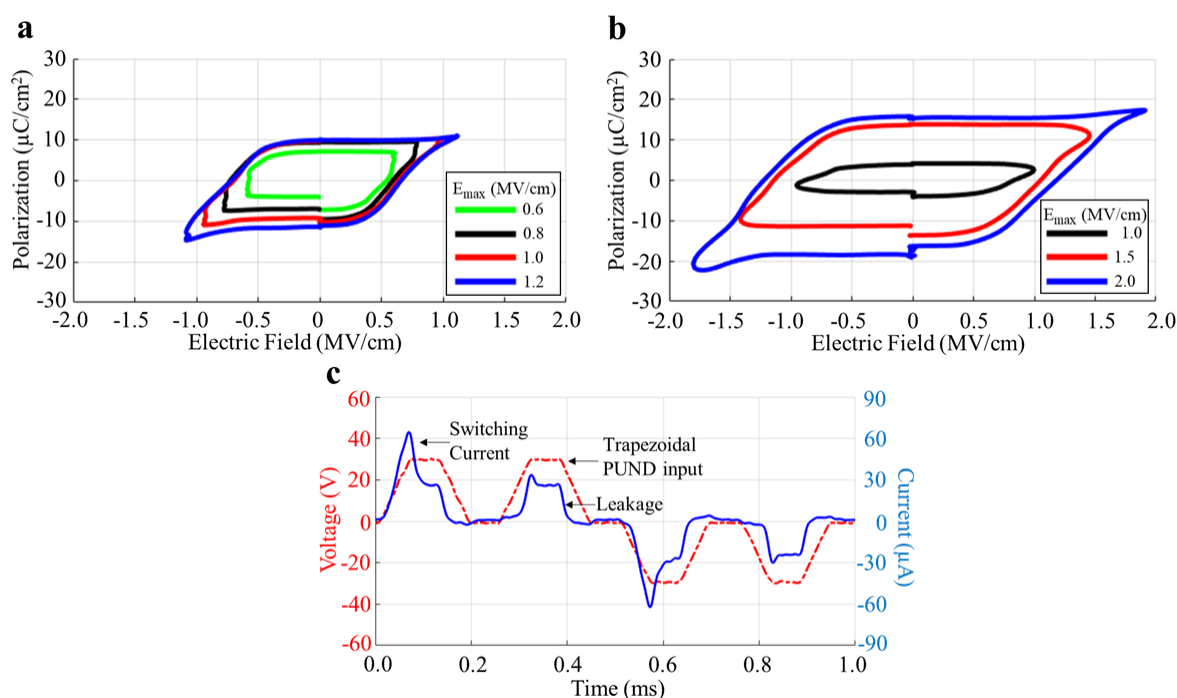 a
30
20
10
0
-10
-20
-30
Polarization (μC/cm²)
-2.0 -1.5 -1.0 -0.5 0 0.5 1.0 1.5 2.0
Electric Field (MV/cm)
Emax (MV/cm)
0.6
0.8
1.0
1.2
b
30
20
10
0
-10
-20
-30
Polarization (μC/cm²)
-2.0 -1.5 -1.0 -0.5 0 0.5 1.0 1.5 2.0
Electric Field (MV/cm)
Emax (MV/cm)
1.0
1.5
2.0
c
60
40
20
0
-20
-40
-60
Voltage (V)
Switching
Current
Trapezoidal
PUND input
Leakage
90
60
30
0
-30
-60
-90
Current (μA)
0.0 0.2 0.4 0.6 0.8 1.0
Time (ms)